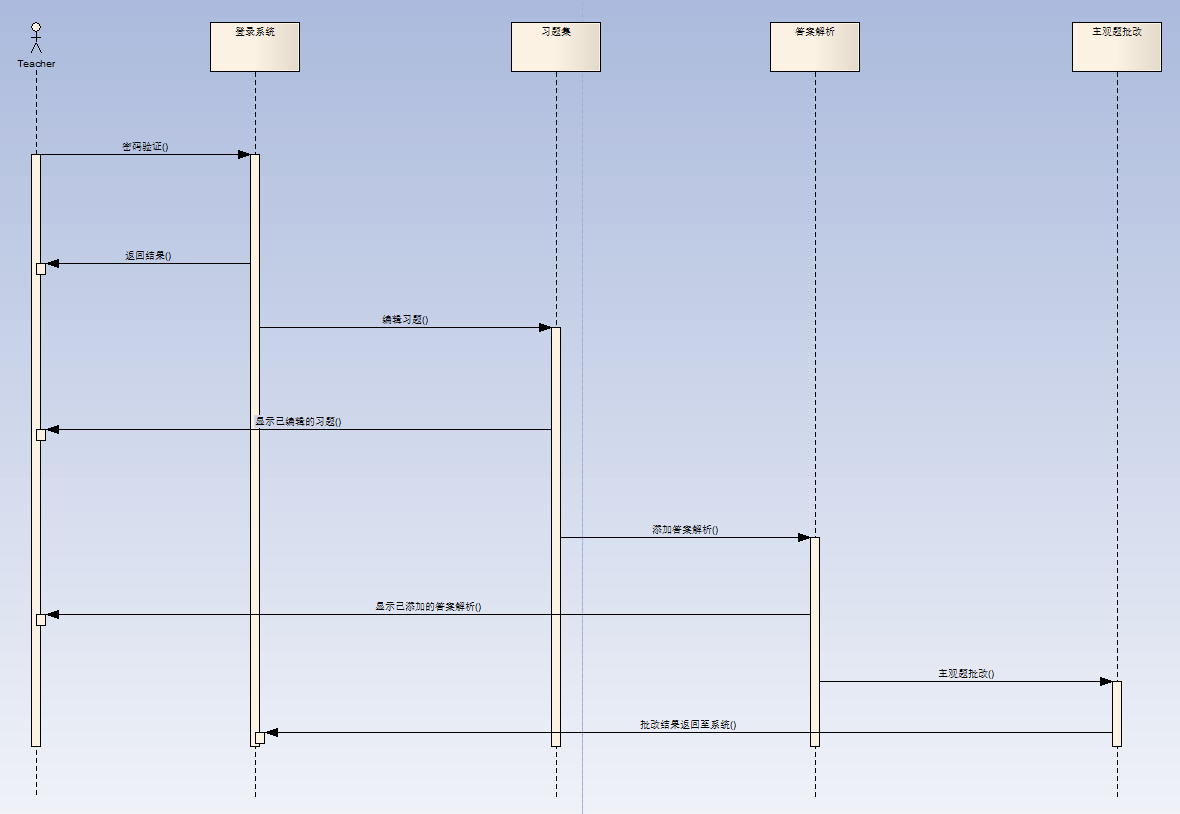 登录系统
习题集
答案解析
主观题批改
Teacher
密码验证()
返回结果()
编辑习题()
显示已编辑的习题()
添加答案解析()
显示已添加的答案解析()
主观题批改()
批改结果返回至系统()